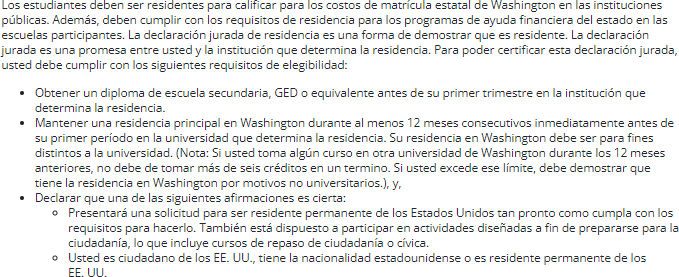 Los estudiantes deben ser residentes para calificar para los costos de matrícula estatal de Washington en las instituciones
públicas. Además, deben cumplir con los requisitos de residencia para los programas de ayuda financiera del estado en las
escuelas participantes. La declaración jurada de residencia es una forma de demostrar que es residente. La declaración
jurada es una promesa entre usted y la institución que determina la residencia. Para poder certificar esta declaración jurada,
usted debe cumplir con los siguientes requisitos de elegibilidad:
• Obtener un diploma de escuela secundaria, GED o equivalente antes de su primer trimestre en la institución que
determina la residencia.
• Mantener una residencia principal en Washington durante al menos 12 meses consecutivos inmediatamente antes de
su primer período en la universidad que determina la residencia. Su residencia en Washington debe ser para fines
distintos a la universidad. (Nota: Si usted toma algún curso en otra universidad de Washington durante los 12 meses
anteriores, no debe de tomar más de seis créditos en un termino. Si usted excede ese límite, debe demostrar que
tiene la residencia en Washington por motivos no universitarios.), y,
• Declarar que una de las siguientes afirmaciones es cierta:
○ Presentará una solicitud para ser residente permanente de los Estados Unidos tan pronto como cumpla con los
requisitos para hacerlo. También está dispuesto a participar en actividades diseñadas a fin de prepararse para la
ciudadanía, lo que incluye cursos de repaso de ciudadanía o cívica.
○ Usted es ciudadano de los EE. UU., tiene la nacionalidad estadounidense o es residente permanente de los
EE. UU.